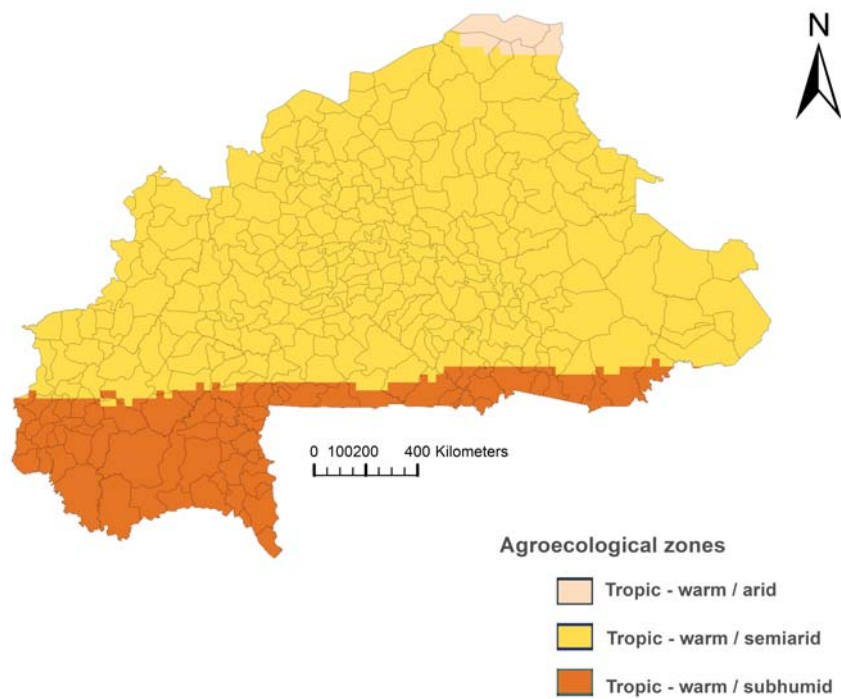 N
0 100200 400 Kilometers
Agroecological zones
Tropic - warm / arid
Tropic - warm / semiarid
Tropic - warm / subhumid